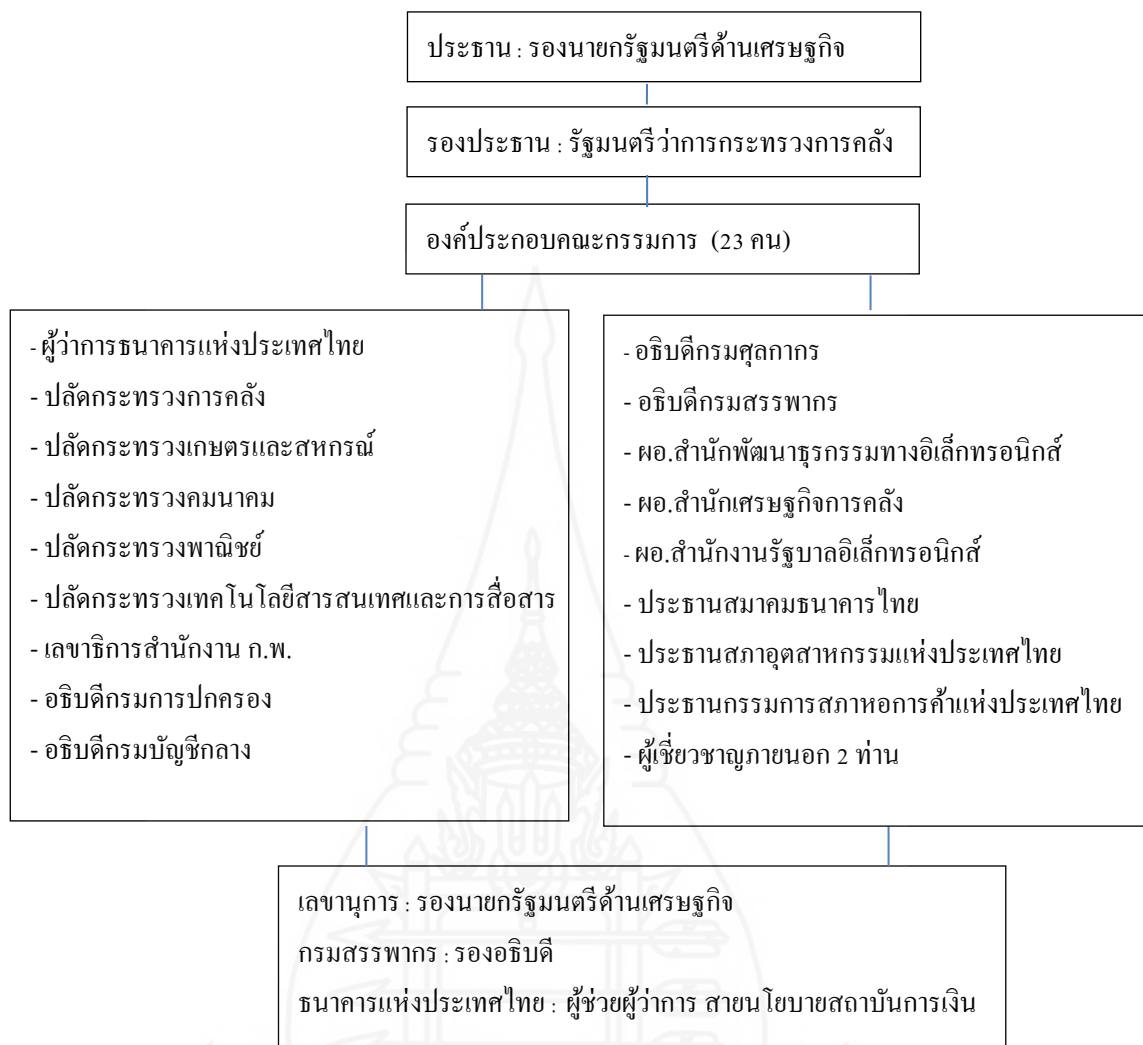 ประธาน : รองนายกรัฐมนตรีด้านเศรษฐกิจ
รองประธาน : รัฐมนตรีว่าการกระทรวงการคลัง
องค์ประกอบคณะกรรมการ (23 คน)
- ผู้ว่าการธนาคารแห่งประเทศไทย
- ปลัดกระทรวงการคลัง
- ปลัดกระทรวงเกษตรและสหกรณ์
- ปลัดกระทรวงคมนาคม
- ปลัดกระทรวงพาณิชย์
- ปลัดกระทรวงเทคโนโลยีสารสนเทศและการสื่อสาร
- เลขาธิการสำนักงาน ก.พ.
- อธิบดีกรมการปกครอง
- อธิบดีกรมบัญชีกลาง
- อธิบดีกรมศุลกากร
- อธิบดีกรมสรรพากร
- ผอ.สำนักพัฒนาธุรกรรมทางอิเล็กทรอนิกส์
- ผอ.สำนักเศรษฐกิจการคลัง
- ผอ.สำนักงานรัฐบาลอิเล็กทรอนิกส์
- ประธานสมาคมธนาคารไทย
- ประธานสภาอุตสาหกรรมแห่งประเทศไทย
- ประธานกรรมการสภาหอการค้าแห่งประเทศไทย
- ผู้เชี่ยวชาญภายนอก 2 ท่าน
เลขานุการ : รองนายกรัฐมนตรีด้านเศรษฐกิจ
กรมสรรพากร : รองอธิบดี
ธนาคารแห่งประเทศไทย : ผู้ช่วยผู้ว่าการ สายนโยบายสถาบันการเงิน